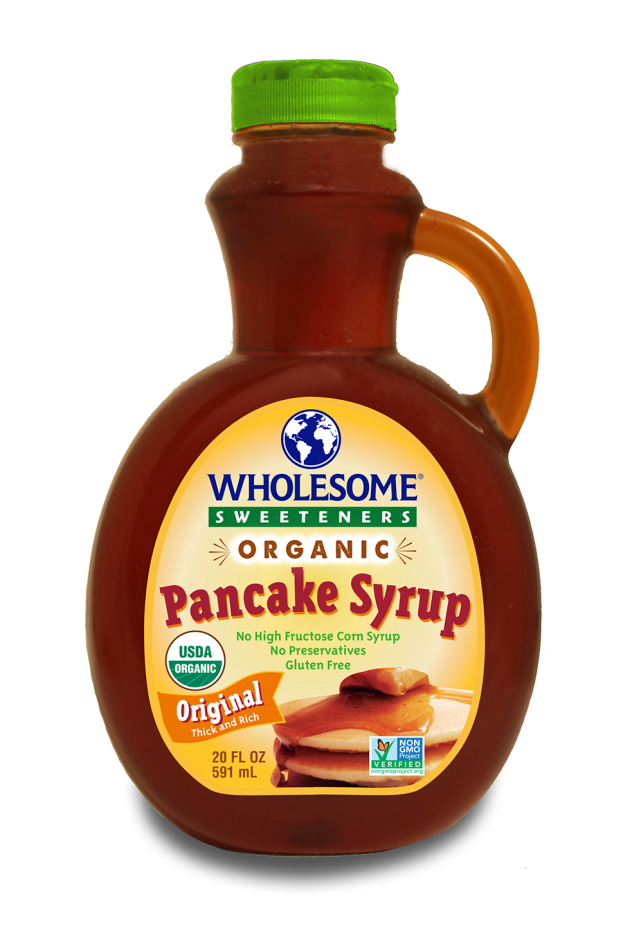 WHOLESOME®
SWEETENERS
ORGANIC
Pancake Syrup
No High Fructose Corn Syrup
No Preservatives
Gluten Free
USDA
ORGANIC
Original
Thick and Rich
20 FL OZ
591 mL
NON
GMO
Project
VERIFIED
nongmoproject.org